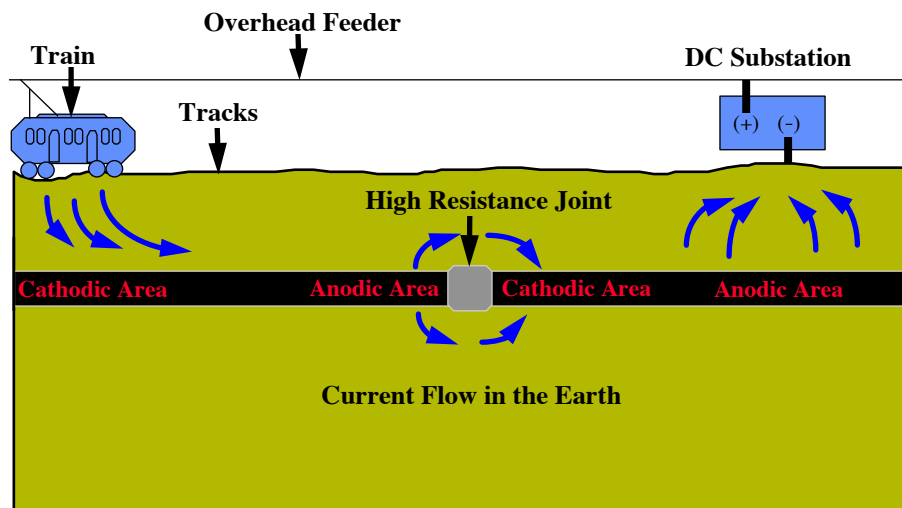 Overhead Feeder
Train
DC Substation
Tracks
(+) (-)
High Resistance Joint
Cathodic Area
Anodic Area
Cathodic Area
Anodic Area
Current Flow in the Earth